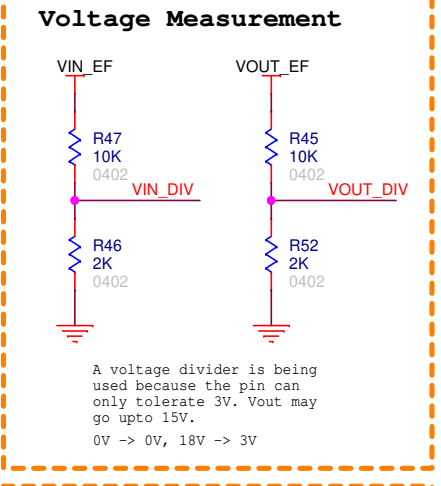 Voltage Measurement
VIN_EF
VOUT_EF
R47
10K
0402
VIN_DIV
R46
2K
0402
R45
10K
0402
VOUT_DIV
R52
2K
0402
A voltage divider is being
used because the pin can
only tolerate 3V. Vout may
go upto 15V.
0V -> 0V, 18V -> 3V